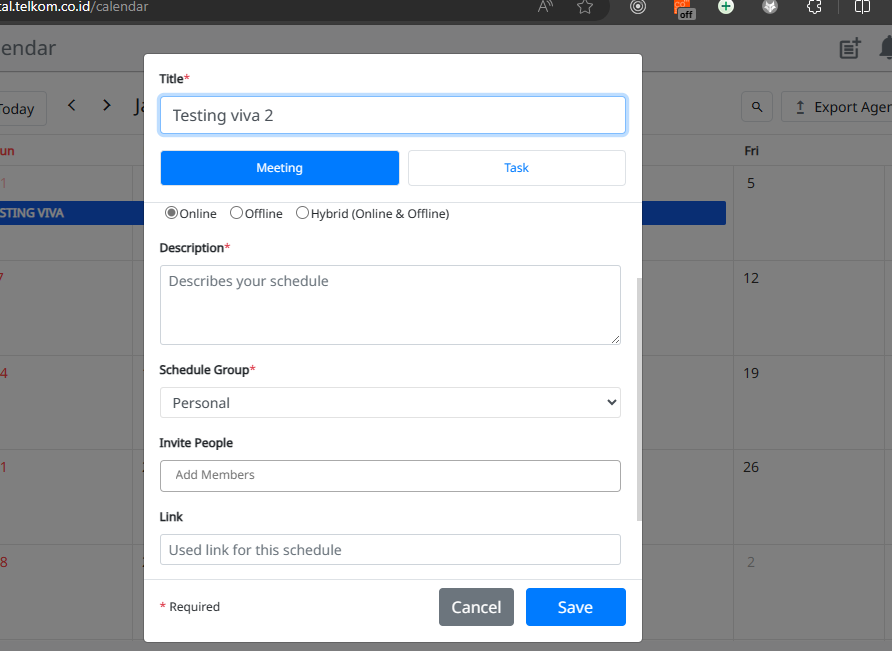 tal.telkom.co.id/calendar
off
endar
Title*
Today
Testing viva 2
Export Agen
Meeting
Task
un
Fri
1
5
STING VIVA
Online Offline Hybrid (Online & Offline)
Description*
7
12
Describes your schedule
Schedule Group*
4
19
Personal
Invite People
1
26
Add Members
Link
Used link for this schedule
8
2
* Required
Cancel
Save